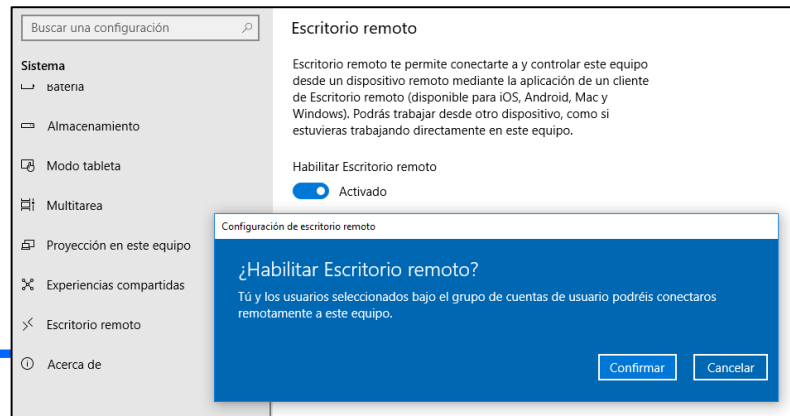 Buscar una configuración
Sistema
Batería
Almacenamiento
Modo tableta
Multitarea
Proyección en este equipo
Experiencias compartidas
Escritorio remoto
Acerca de
Escritorio remoto
Escritorio remoto te permite conectarte a y controlar este equipo
desde un dispositivo remoto mediante la aplicación de un cliente
de Escritorio remoto (disponible para iOS, Android, Mac y
Windows). Podrás trabajar desde otro dispositivo, como si
estuvieras trabajando directamente en este equipo.
Habilitar Escritorio remoto
Activado
Configuración de escritorio remoto
¿Habilitar Escritorio remoto?
Tú y los usuarios seleccionados bajo el grupo de cuentas de usuario podréis conectaros
remotamente a este equipo.
Confirmar
Cancelar